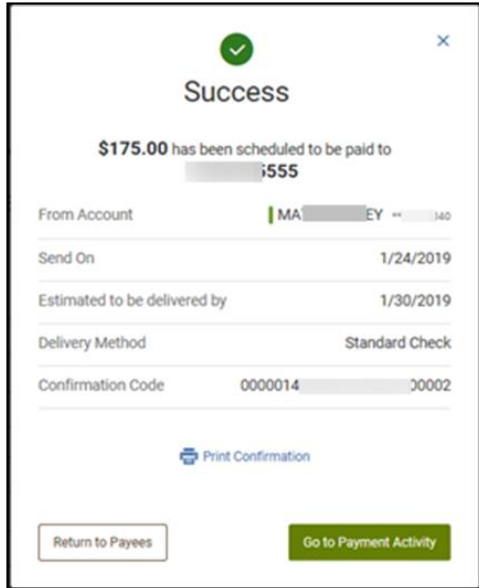 Success
$175.00 has been scheduled to be paid to
5555
From Account MA EY
Send On 1/24/2019
Estimated to be delivered by 1/30/2019
Delivery Method Standard Check
Confirmation Code 0000014 00002
Print Confirmation
Return to Payees Go to Payment Activity